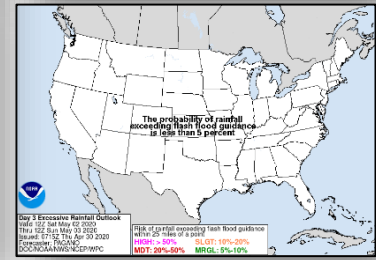 The probability of rainfall
exceeding flash flood guidance
is less than 5 percent
NOAA
Day 3 Excessive Rainfall Outlook
Valid 12Z Sat May 02 2020
Thru 12Z Sun May 03 2020
Issued: 0715Z Thu Apr 30 2020
Forecaster: PAGANO
DOC/NOAA/NWS/NCEP/WPC
Risk of rainfall exceeding flash flood guidance
within 25 miles of a point.
HIGH: > 50% SLGT: 10%-20%
MDT: 20%-50% MRGL: 5%-10%